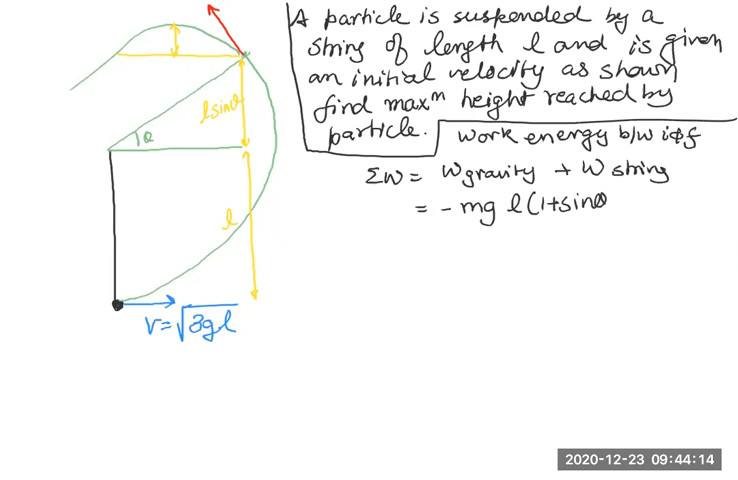 A particle is suspended by a
string of length l and is given
an initial velocity as shown
find maxᵐ height reached by
particle.
work energy b/w i & f
ΣW = Wgravity + W string
= - mg l (1+sinθ
lsinθ
θ
l
v = √3gl
2020-12-23 09:44:14